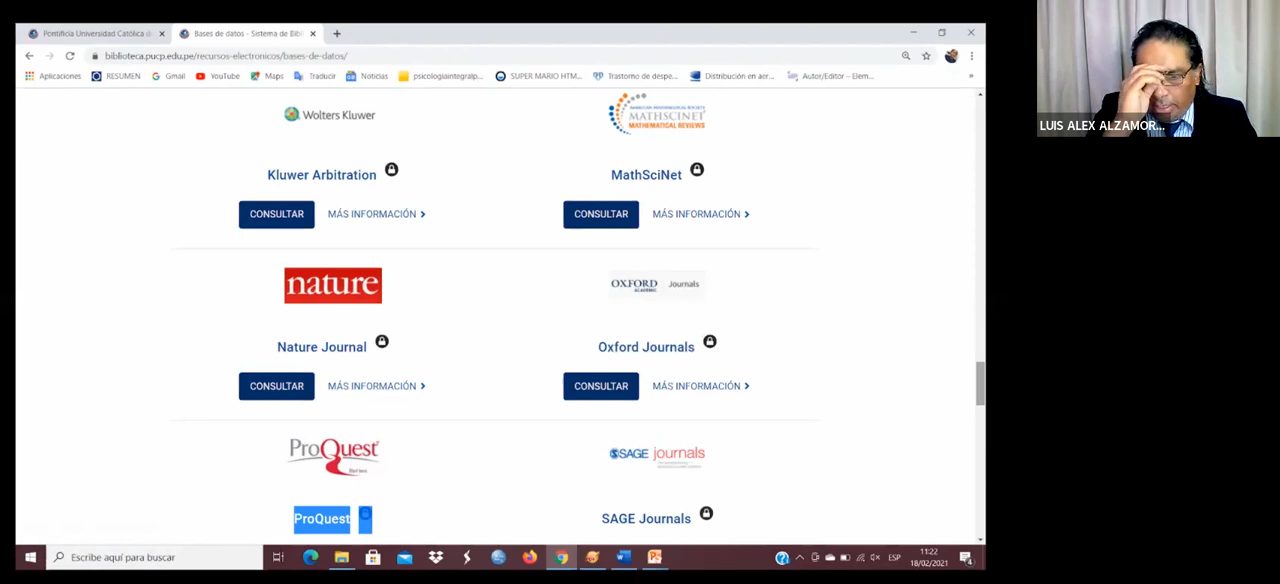 Pontificia Universidad Católica d
Bases de datos - Sistema de Bibl
biblioteca.pucp.edu.pe/recursos-electronicos/bases-de-datos/
Aplicaciones RESUMEN Gmail YouTube Maps Traducir Noticias psicologiaintegralp... SUPER MARIO HTM... Trastorno de despe... Distribución en aer... Autor/Editor – Elem...
LUIS ALEX ALZAMOR...
Wolters Kluwer
AMERICAN MATHEMATICAL SOCIETY
MATHSCINET
MATHEMATICAL REVIEWS
Kluwer Arbitration
MathSciNet
CONSULTAR MÁS INFORMACIÓN
CONSULTAR MÁS INFORMACIÓN
nature
OXFORD
ACADEMIC
Journals
Nature Journal
Oxford Journals
CONSULTAR MÁS INFORMACIÓN
CONSULTAR MÁS INFORMACIÓN
ProQuest
SAGE journals
ProQuest
SAGE Journals
Escribe aquí para buscar
ESP
11:22
18/02/2021